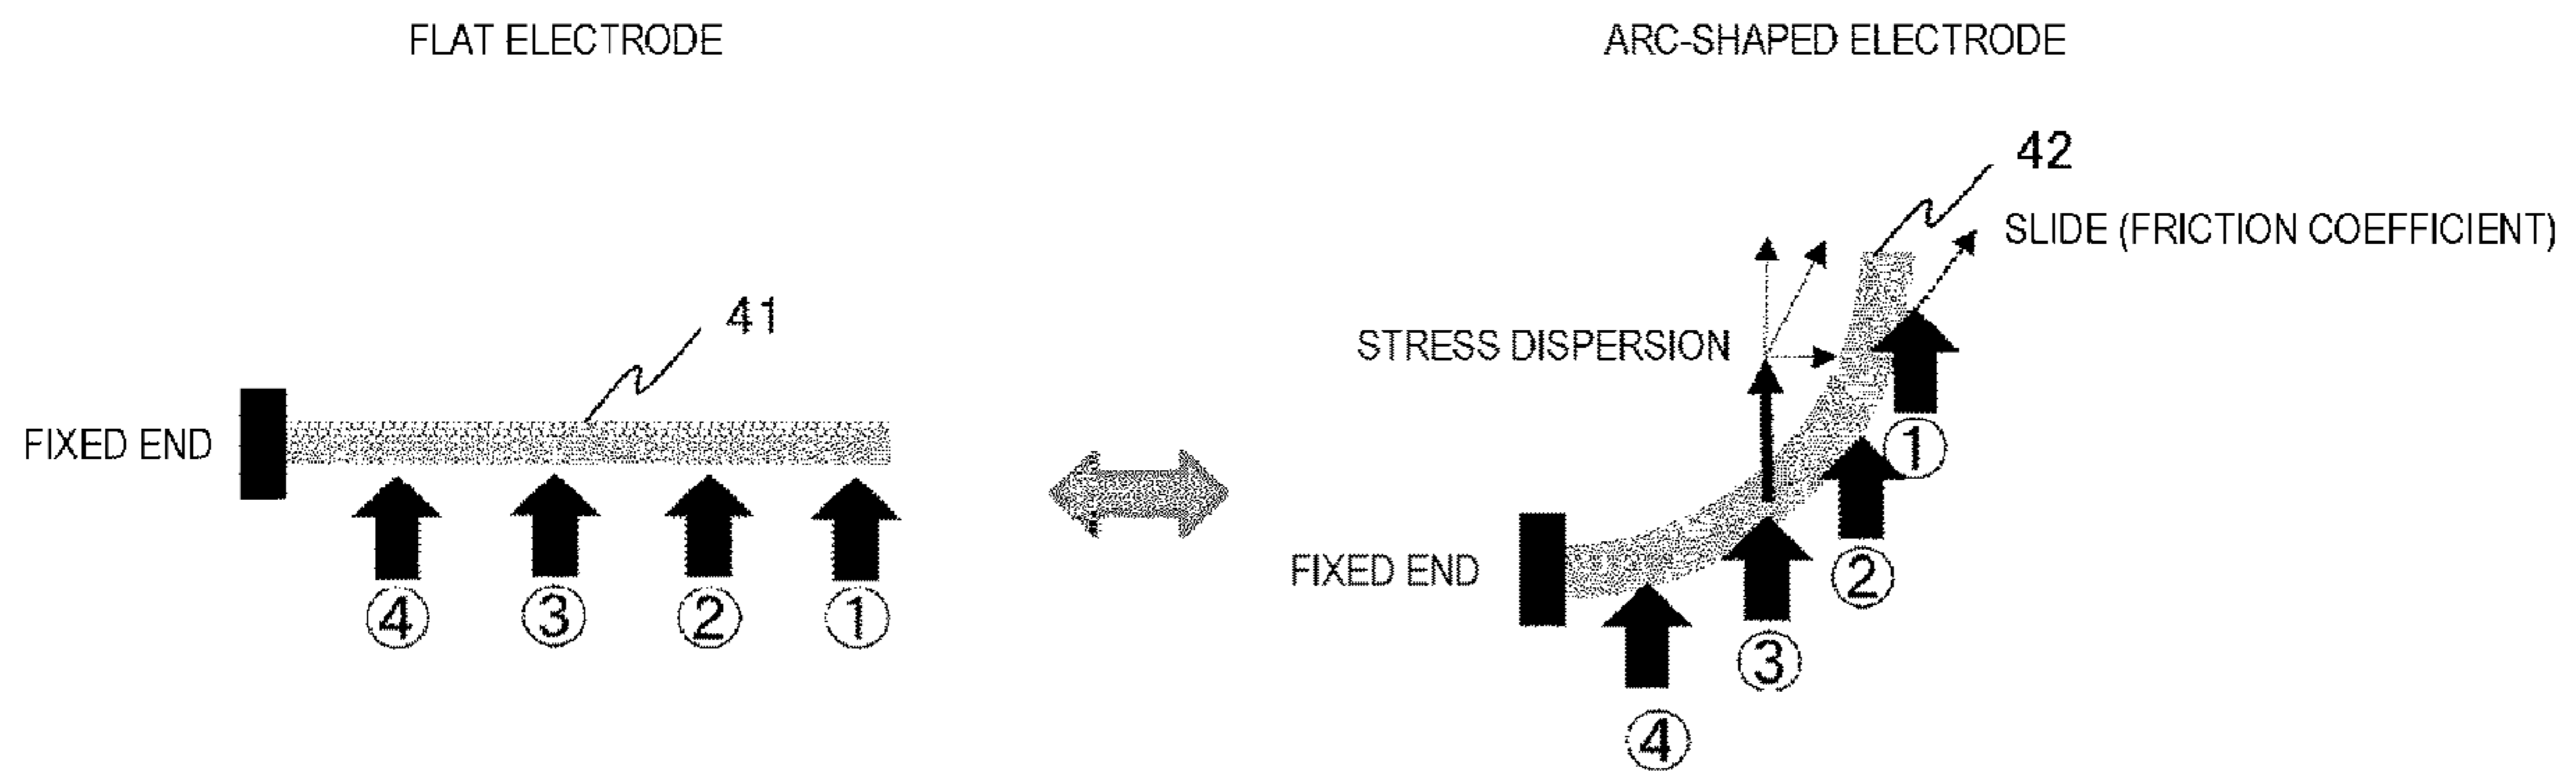 FLAT ELECTRODE
ARC-SHAPED ELECTRODE
42
SLIDE (FRICTION COEFFICIENT)
41
STRESS DISPERSION
FIXED END
①
FIXED END
②
④ ③ ② ①
③
④